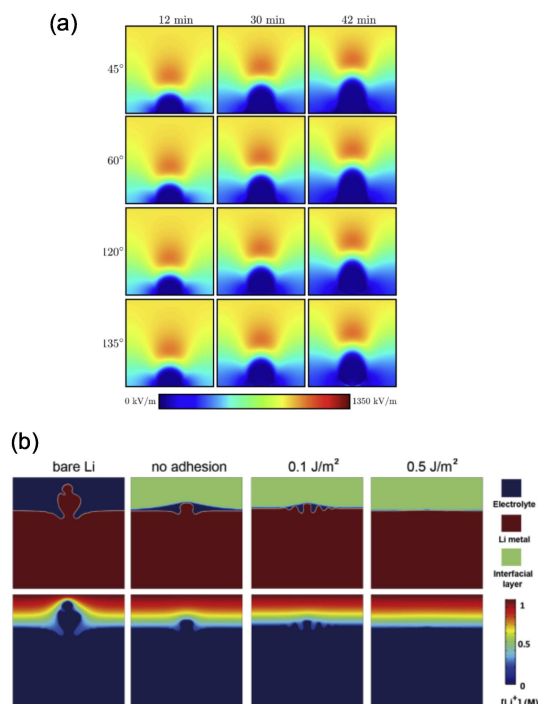 (a)
12 min 30 min 42 min
45°
60°
120°
135°
0 kV/m 1350 kV/m
(b)
bare Li no adhesion 0.1 J/m² 0.5 J/m²
Electrolyte
Li metal
Interfacial
layer
1
0.5
0
[Li⁺] (M)